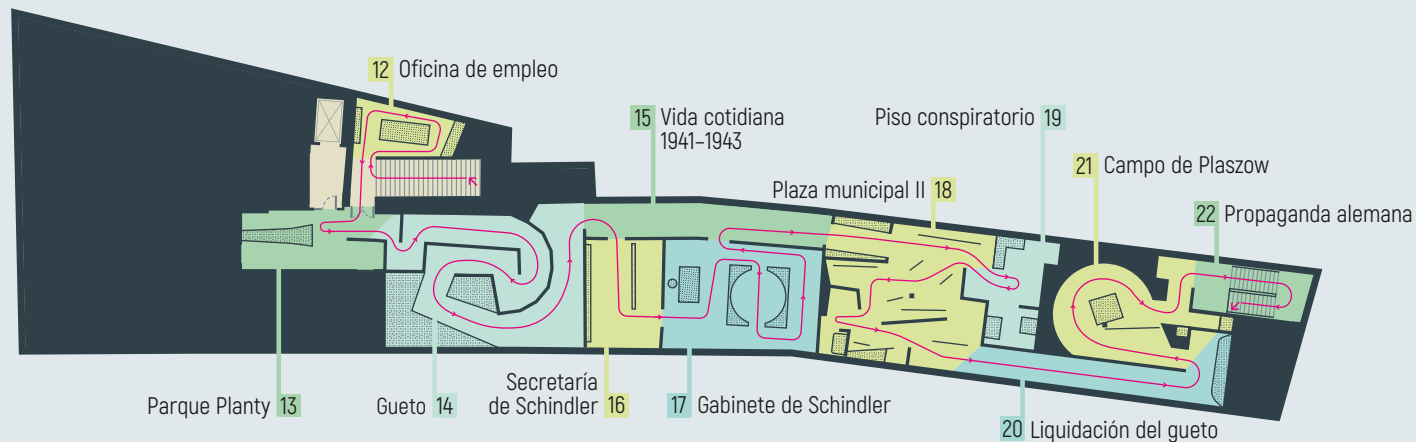 12 Oficina de empleo
15 Vida cotidiana
1941–1943
Piso conspiratorio 19
21 Campo de Plaszow
Plaza municipal II 18
22 Propaganda alemana
Parque Planty 13
Gueto 14
Secretaría
de Schindler 16
17 Gabinete de Schindler
20 Liquidación del gueto